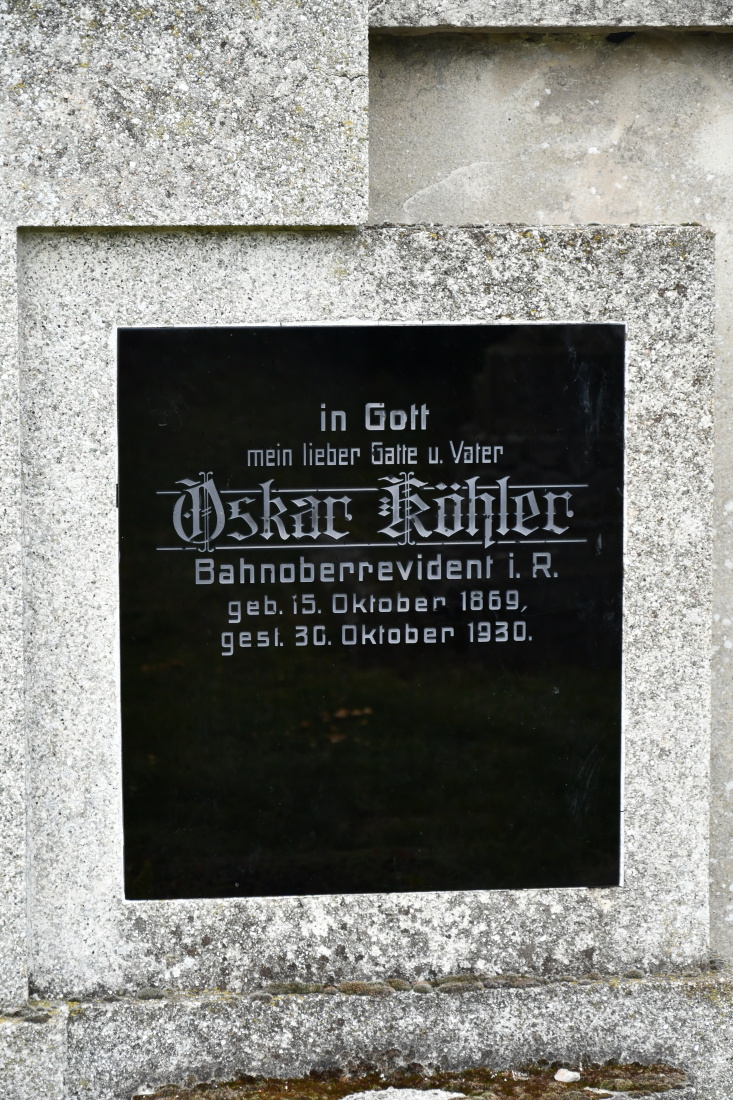 in Gott
mein lieber Gatte u. Vater
Oskar Köhler
Bahnoberrevident i. R.
geb. 15. Oktober 1869,
gest. 30. Oktober 1930.